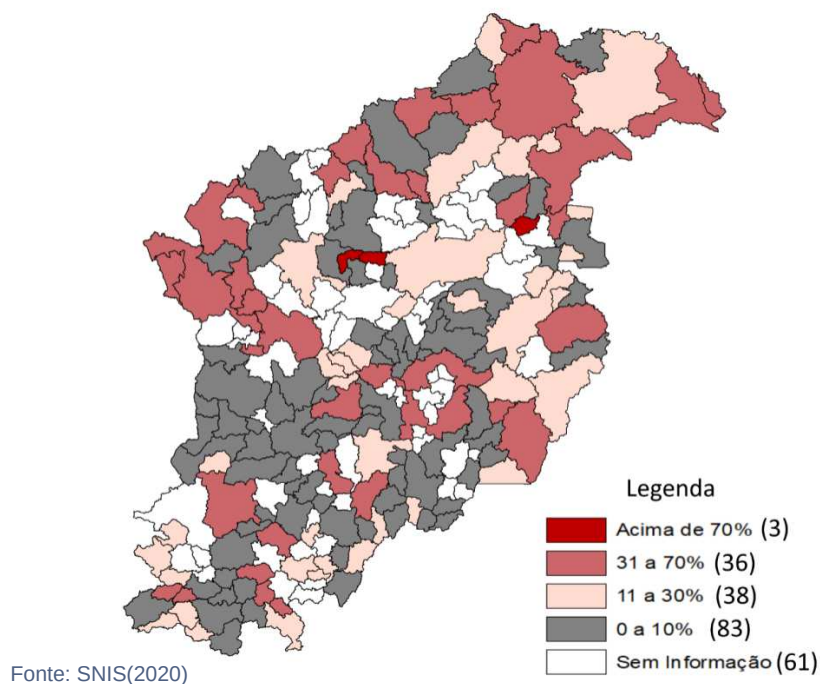 Legenda
Acima de 70% (3)
31 a 70% (36)
11 a 30% (38)
0 a 10% (83)
Sem Informação (61)
Fonte: SNIS(2020)